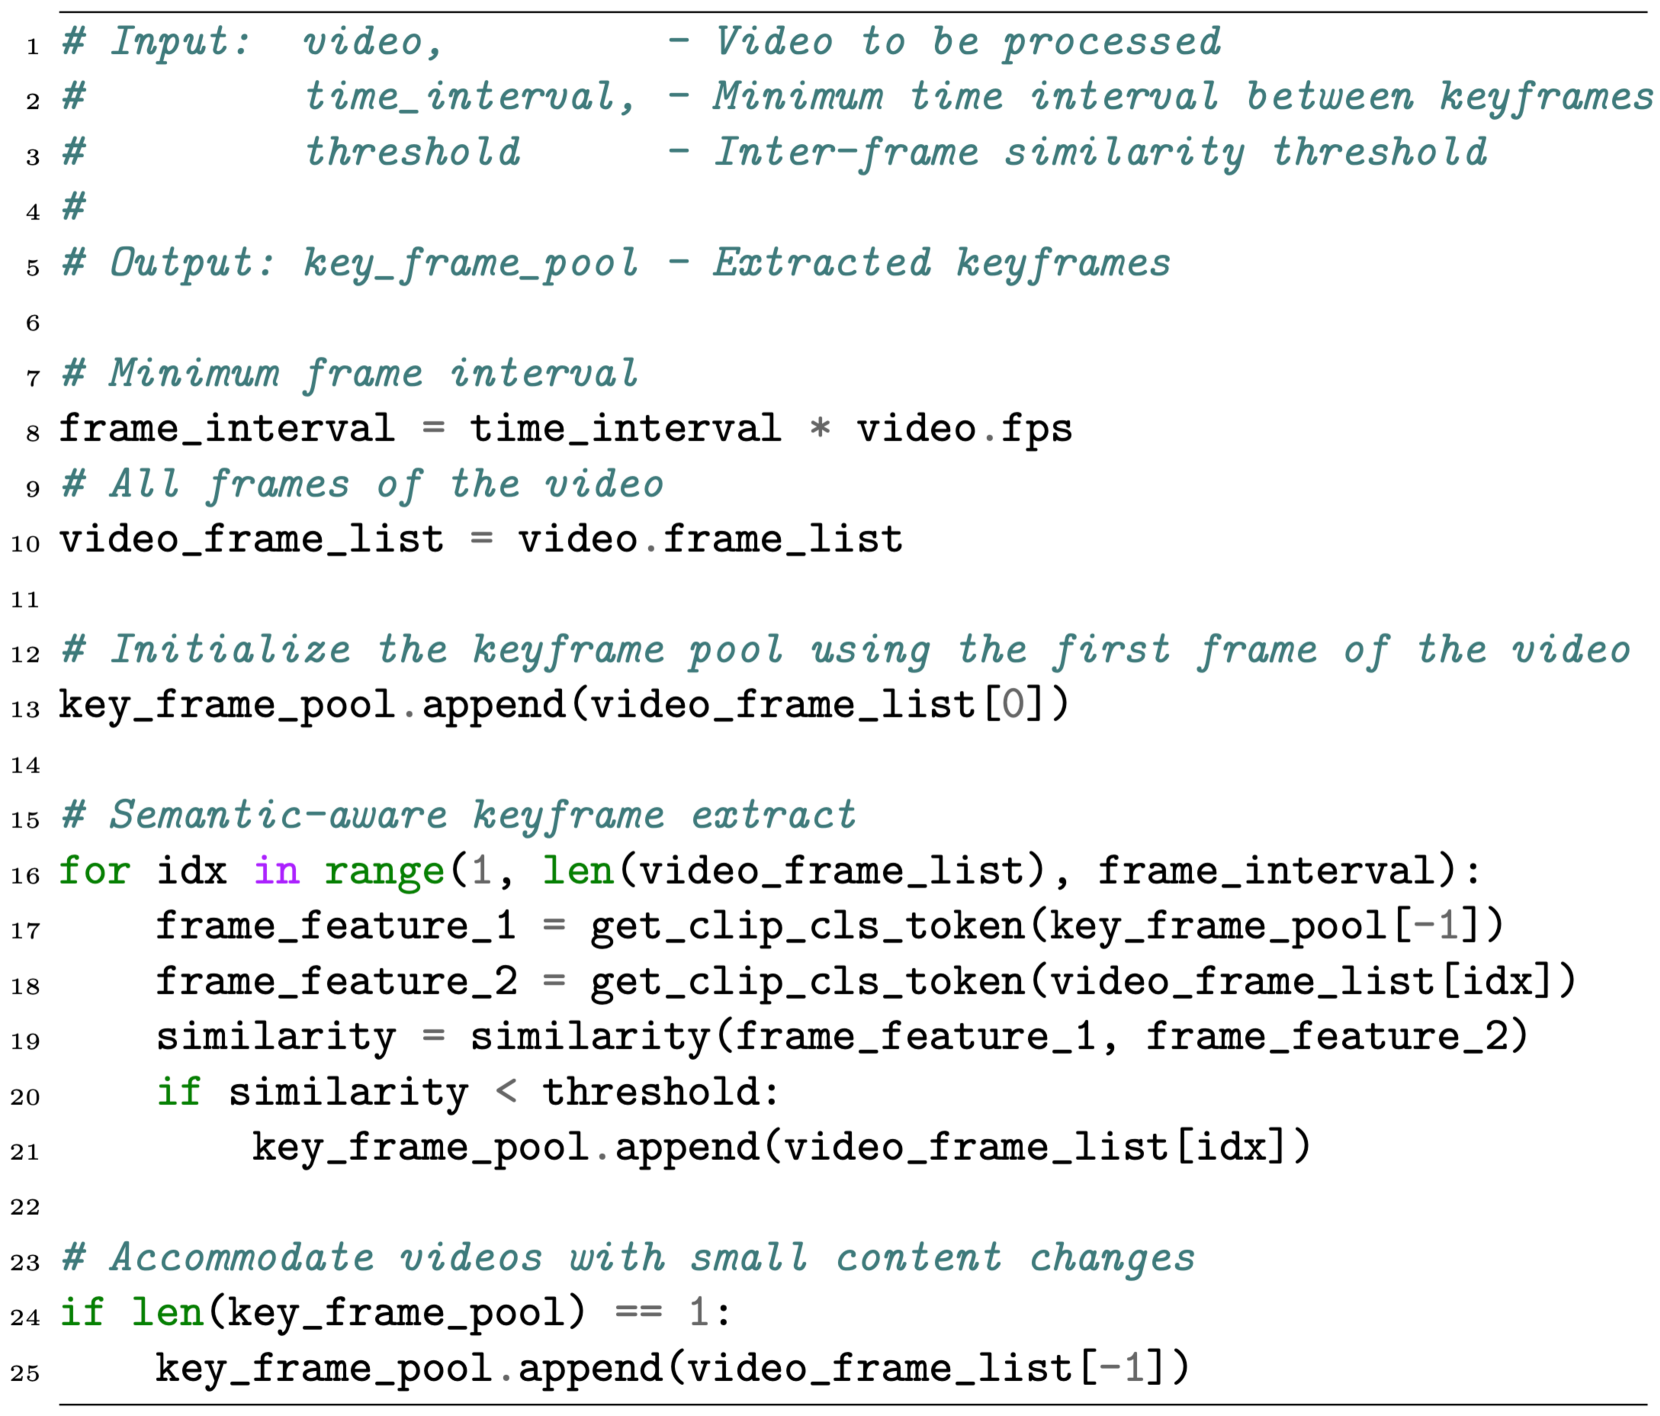 1 # Input:  video,         - Video to be processed
2 #         time_interval, - Minimum time interval between keyframes
3 #         threshold      - Inter-frame similarity threshold
4 #
5 # Output: key_frame_pool - Extracted keyframes
6
7 # Minimum frame interval
8 frame_interval = time_interval * video.fps
9 # All frames of the video
10 video_frame_list = video.frame_list
11
12 # Initialize the keyframe pool using the first frame of the video
13 key_frame_pool.append(video_frame_list[0])
14
15 # Semantic-aware keyframe extract
16 for idx in range(1, len(video_frame_list), frame_interval):
17     frame_feature_1 = get_clip_cls_token(key_frame_pool[-1])
18     frame_feature_2 = get_clip_cls_token(video_frame_list[idx])
19     similarity = similarity(frame_feature_1, frame_feature_2)
20     if similarity < threshold:
21         key_frame_pool.append(video_frame_list[idx])
22
23 # Accommodate videos with small content changes
24 if len(key_frame_pool) == 1:
25     key_frame_pool.append(video_frame_list[-1])